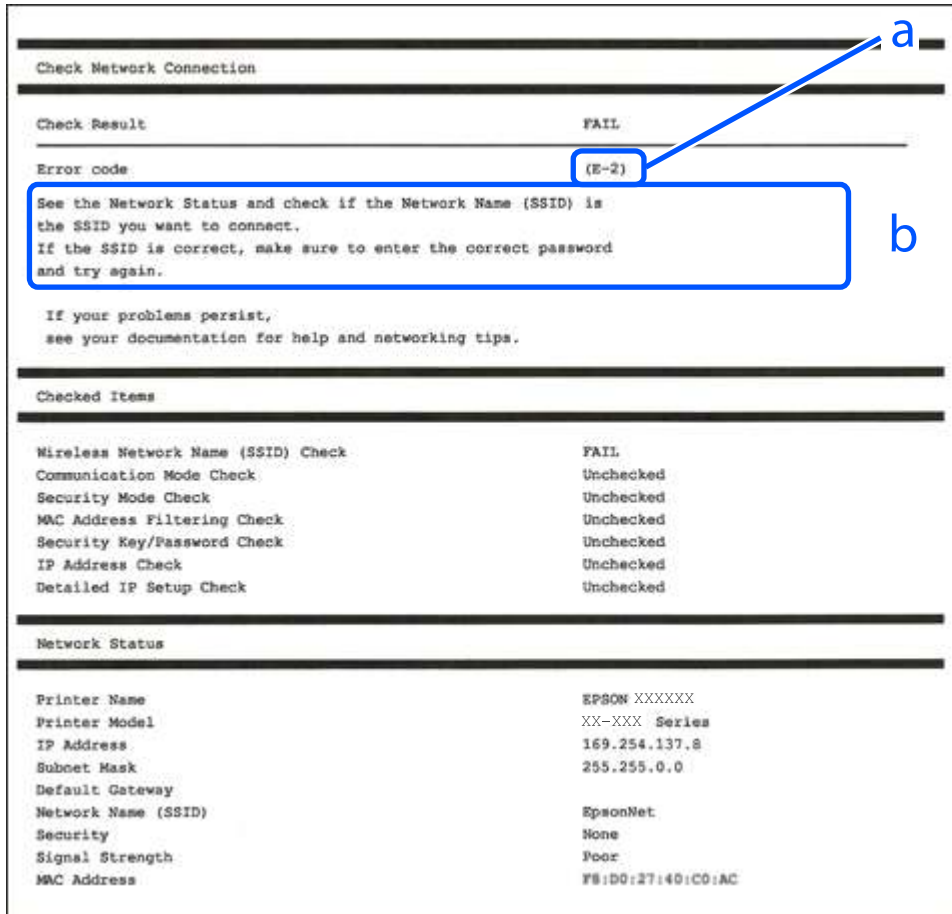 a
Check Network Connection
Check Result FAIL
Error code (E-2)
See the Network Status and check if the Network Name (SSID) is
the SSID you want to connect.
If the SSID is correct, make sure to enter the correct password
and try again.
b
If your problems persist,
see your documentation for help and networking tips.
Checked Items
Wireless Network Name (SSID) Check FAIL
Communication Mode Check Unchecked
Security Mode Check Unchecked
MAC Address Filtering Check Unchecked
Security Key/Password Check Unchecked
IP Address Check Unchecked
Detailed IP Setup Check Unchecked
Network Status
Printer Name EPSON XXXXXX
Printer Model XX-XXX Series
IP Address 169.254.137.8
Subnet Mask 255.255.0.0
Default Gateway
Network Name (SSID) EpsonNet
Security None
Signal Strength Poor
MAC Address F8:D0:27:40:C0:AC